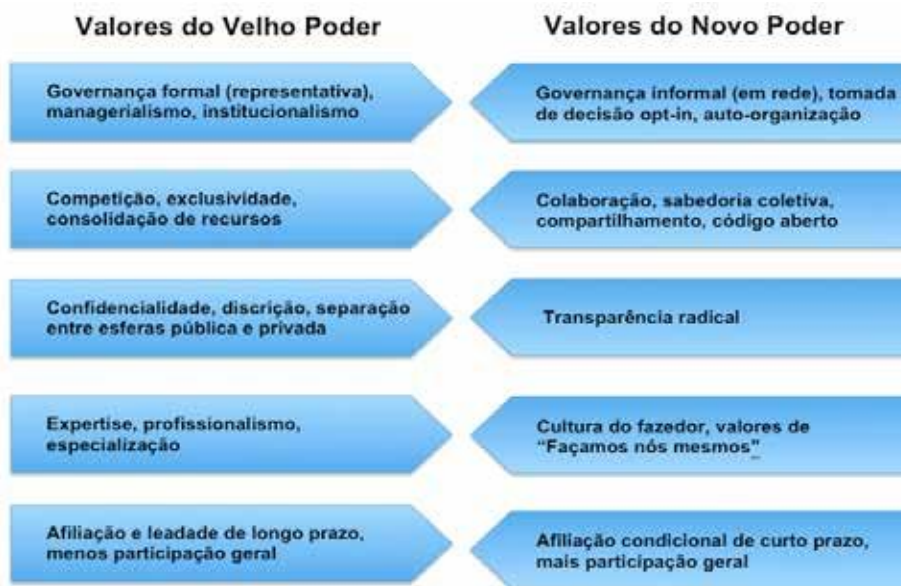 Valores do Velho Poder
Valores do Novo Poder
Governança formal (representativa),
managerialismo, institucionalismo
Governança informal (em rede), tomada
de decisão opt-in, auto-organização
Competição, exclusividade,
consolidação de recursos
Colaboração, sabedoria coletiva,
compartilhamento, código aberto
Confidencialidade, discrição, separação
entre esferas pública e privada
Transparência radical
Expertise, profissionalismo,
especialização
Cultura do fazedor, valores de
“Façamos nós mesmos"
Afiliação e leadade de longo prazo,
menos participação geral
Afiliação condicional de curto prazo,
mais participação geral